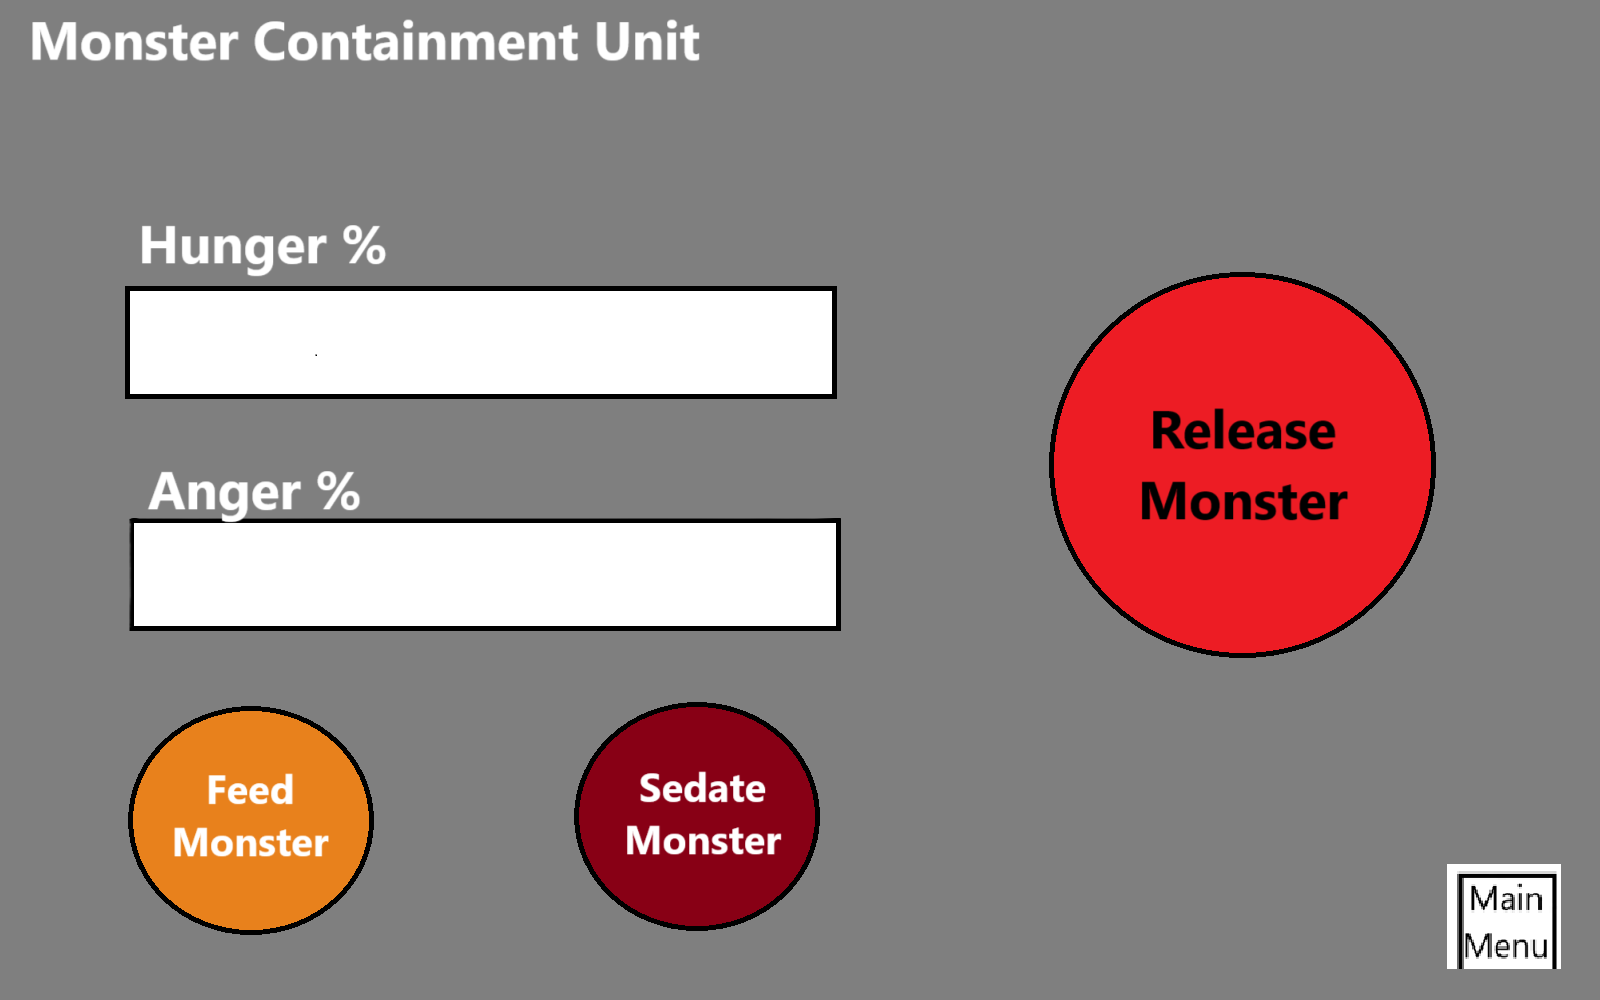 Monster Containment Unit
Hunger %
Anger %
Release
Monster
Feed
Monster
Sedate
Monster
Main
Menu